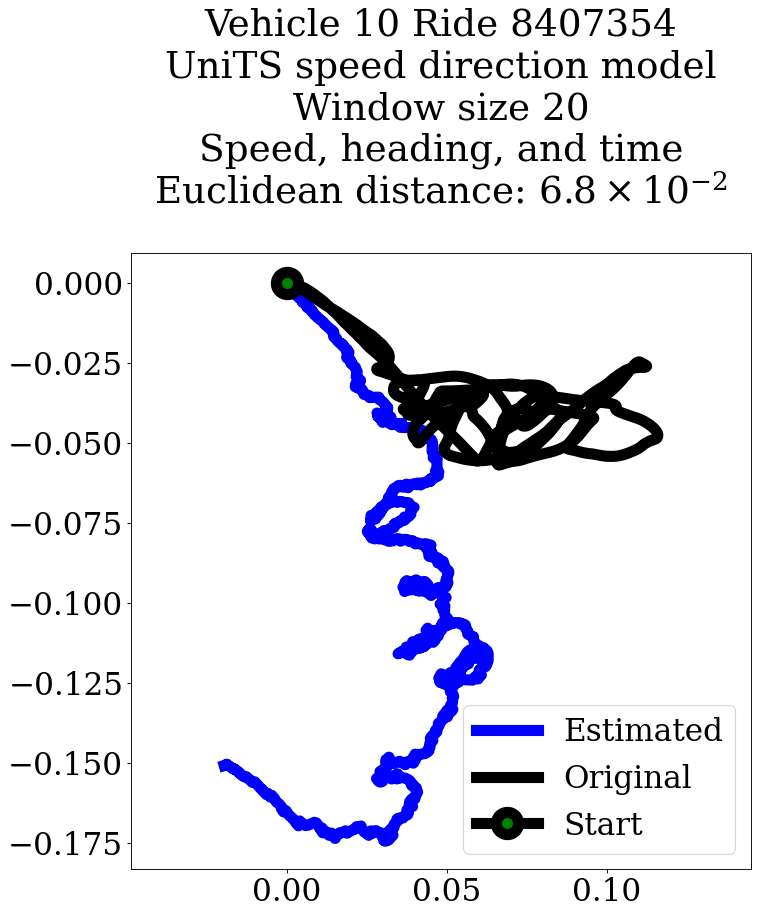 Vehicle 10 Ride 8407354
UniTS speed direction model
Window size 20
Speed, heading, and time
Euclidean distance: 6.8 × 10⁻²
0.000
−0.025
−0.050
−0.075
−0.100
−0.125
−0.150
−0.175
Estimated
Original
Start
0.00 0.05 0.10